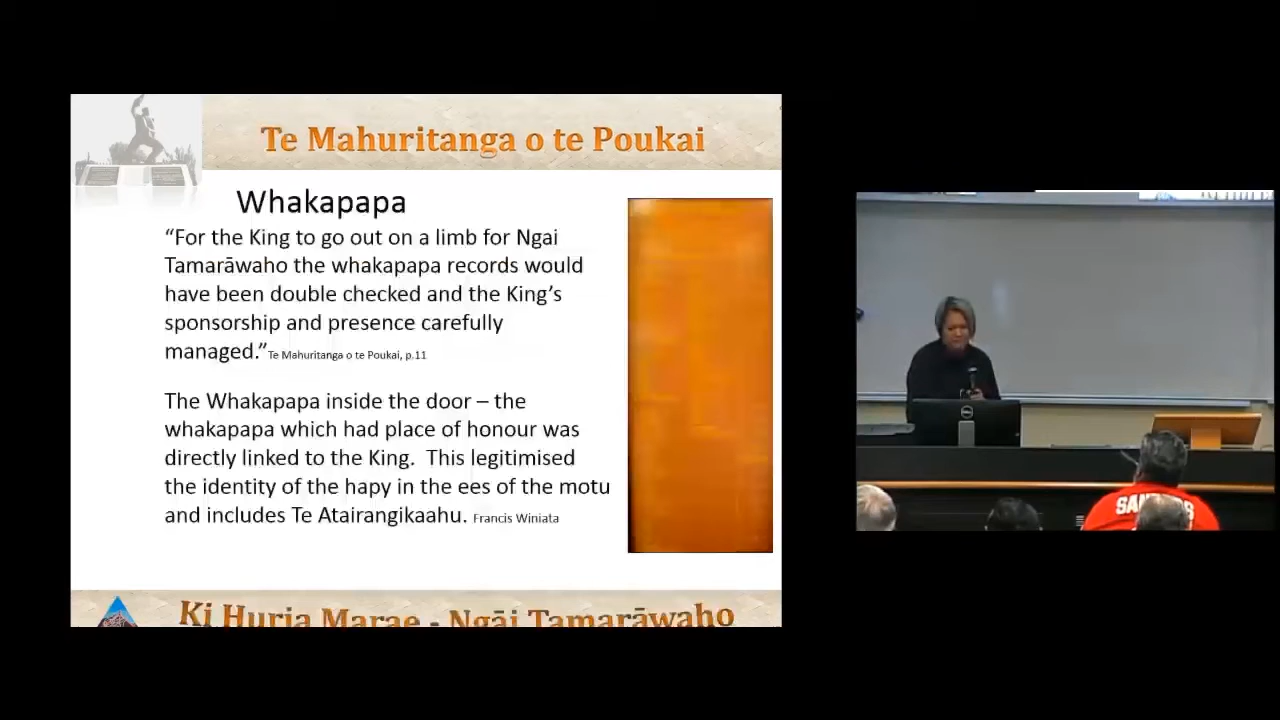 Te Mahuritanga o te Poukai
Whakapapa
“For the King to go out on a limb for Ngai
Tamarāwaho the whakapapa records would
have been double checked and the King’s
sponsorship and presence carefully
managed.” Te Mahuritanga o te Poukai, p.11
The Whakapapa inside the door – the
whakapapa which had place of honour was
directly linked to the King.  This legitimised
the identity of the hapy in the ees of the motu
and includes Te Atairangikaahu. Francis Winiata
Ki Huria Marae - Ngāi Tamarāwaho
DELL